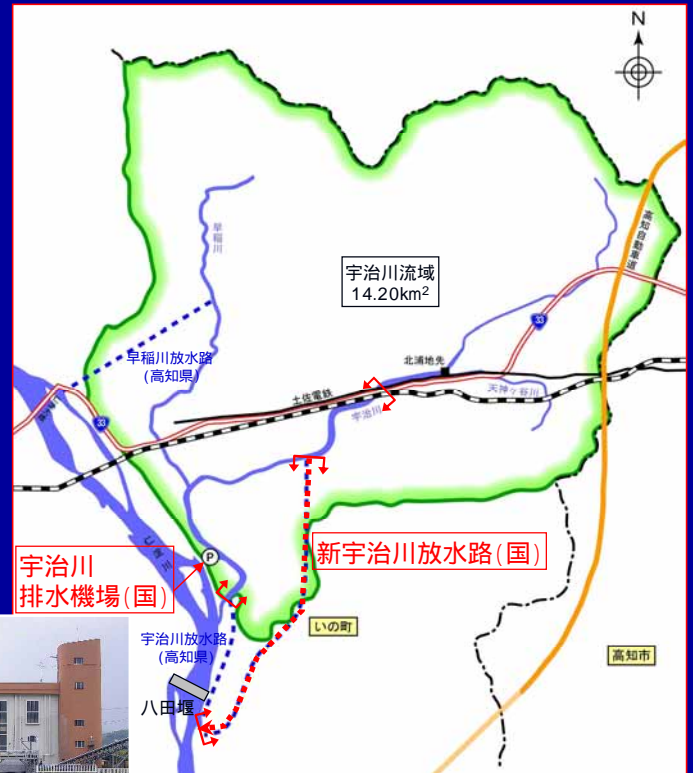 N
早稲川
高知自動車道
宇治川流域
14.20km²
33
早稲川放水路
(高知県)
北浦地先
土佐電鉄
天神ヶ谷川
宇治川
33
仁淀川
P
宇治川
排水機場(国)
新宇治川放水路(国)
いの町
宇治川放水路
(高知県)
高知市
八田堰